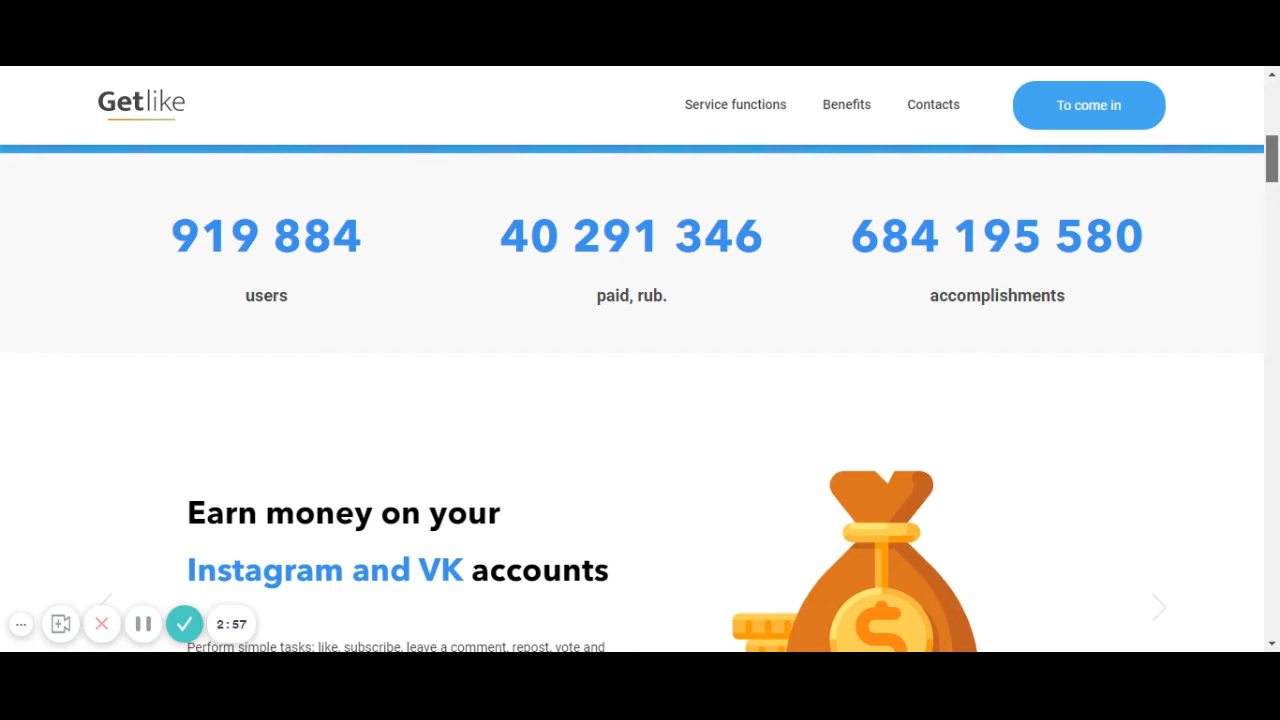 Getlike
Service functions
Benefits
Contacts
To come in
919 884
40 291 346
684 195 580
users
paid, rub.
accomplishments
Earn money on your
Instagram and VK accounts
2:57
Perform simple tasks: like, subscribe, leave a comment, repost, vote and